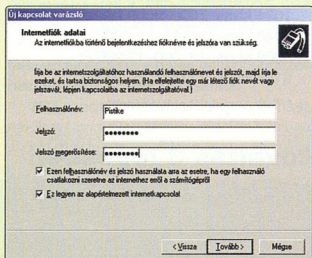 Új kapcsolat varázsló
Internetfiók adatai
Az internetfiókba történő bejelentkezéshez fióknévre és jelszóra van szükség.
Írja be az internetszolgáltatóhoz használandó felhasználónevet és jelszót, majd írja le
ezeket, és tartsa biztonságos helyen. (Ha elfelejtette egy már létező fiók nevét vagy
jelszavát, lépjen kapcsolatba az internetszolgáltatóval.)
Felhasználónév:
Pistike
Jelszó:
Jelszó megerősítése:
Ezen felhasználónév és jelszó használata arra az esetre, ha egy felhasználó
csatlakozni szeretne az internethez erről a számítógépről
Ez legyen az alapértelmezett internetkapcsolat
< Vissza
Tovább >
Mégse